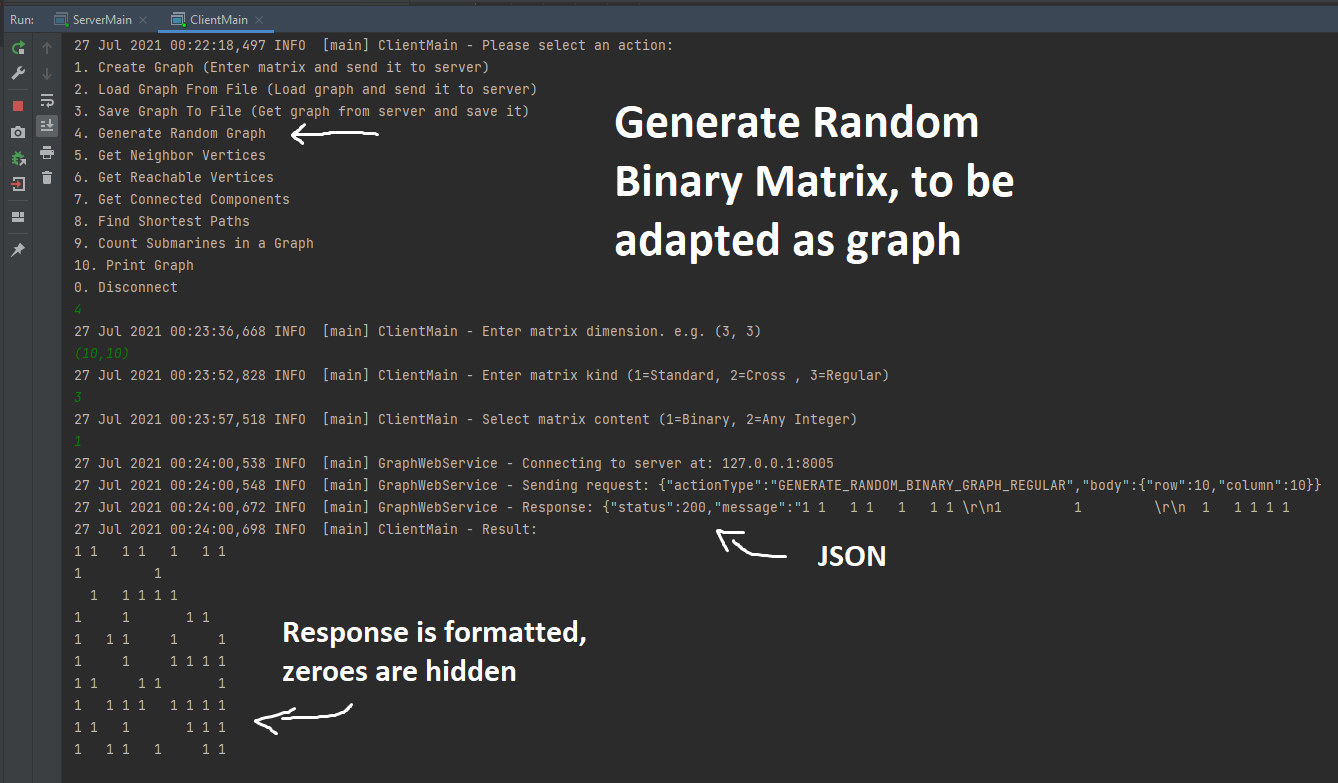 Run: ServerMain × ClientMain ×
27 Jul 2021 00:22:18,497 INFO  [main] ClientMain - Please select an action:
1. Create Graph (Enter matrix and send it to server)
2. Load Graph From File (Load graph and send it to server)
3. Save Graph To File (Get graph from server and save it)
4. Generate Random Graph
5. Get Neighbor Vertices
6. Get Reachable Vertices
7. Get Connected Components
8. Find Shortest Paths
9. Count Submarines in a Graph
10. Print Graph
0. Disconnect
Generate Random
Binary Matrix, to be
adapted as graph
4
27 Jul 2021 00:23:36,668 INFO  [main] ClientMain - Enter matrix dimension. e.g. (3, 3)
(10,10)
27 Jul 2021 00:23:52,828 INFO  [main] ClientMain - Enter matrix kind (1=Standard, 2=Cross , 3=Regular)
3
27 Jul 2021 00:23:57,518 INFO  [main] ClientMain - Select matrix content (1=Binary, 2=Any Integer)
1
27 Jul 2021 00:24:00,538 INFO  [main] GraphWebService - Connecting to server at: 127.0.0.1:8005
27 Jul 2021 00:24:00,548 INFO  [main] GraphWebService - Sending request: {"actionType":"GENERATE_RANDOM_BINARY_GRAPH_REGULAR","body":{"row":10,"column":10}}
27 Jul 2021 00:24:00,672 INFO  [main] GraphWebService - Response: {"status":200,"message":"1 1   1 1   1   1 1 \r\n1         1         \r\n  1   1 1 1 1
27 Jul 2021 00:24:00,698 INFO  [main] ClientMain - Result:
JSON
1 1   1 1   1   1 1
1         1
  1   1 1 1 1
1     1       1 1
1   1 1     1     1
1     1     1 1 1 1
1 1     1 1       1
1   1 1 1   1 1 1 1
1 1   1       1 1 1
1   1 1   1     1 1
Response is formatted,
zeroes are hidden